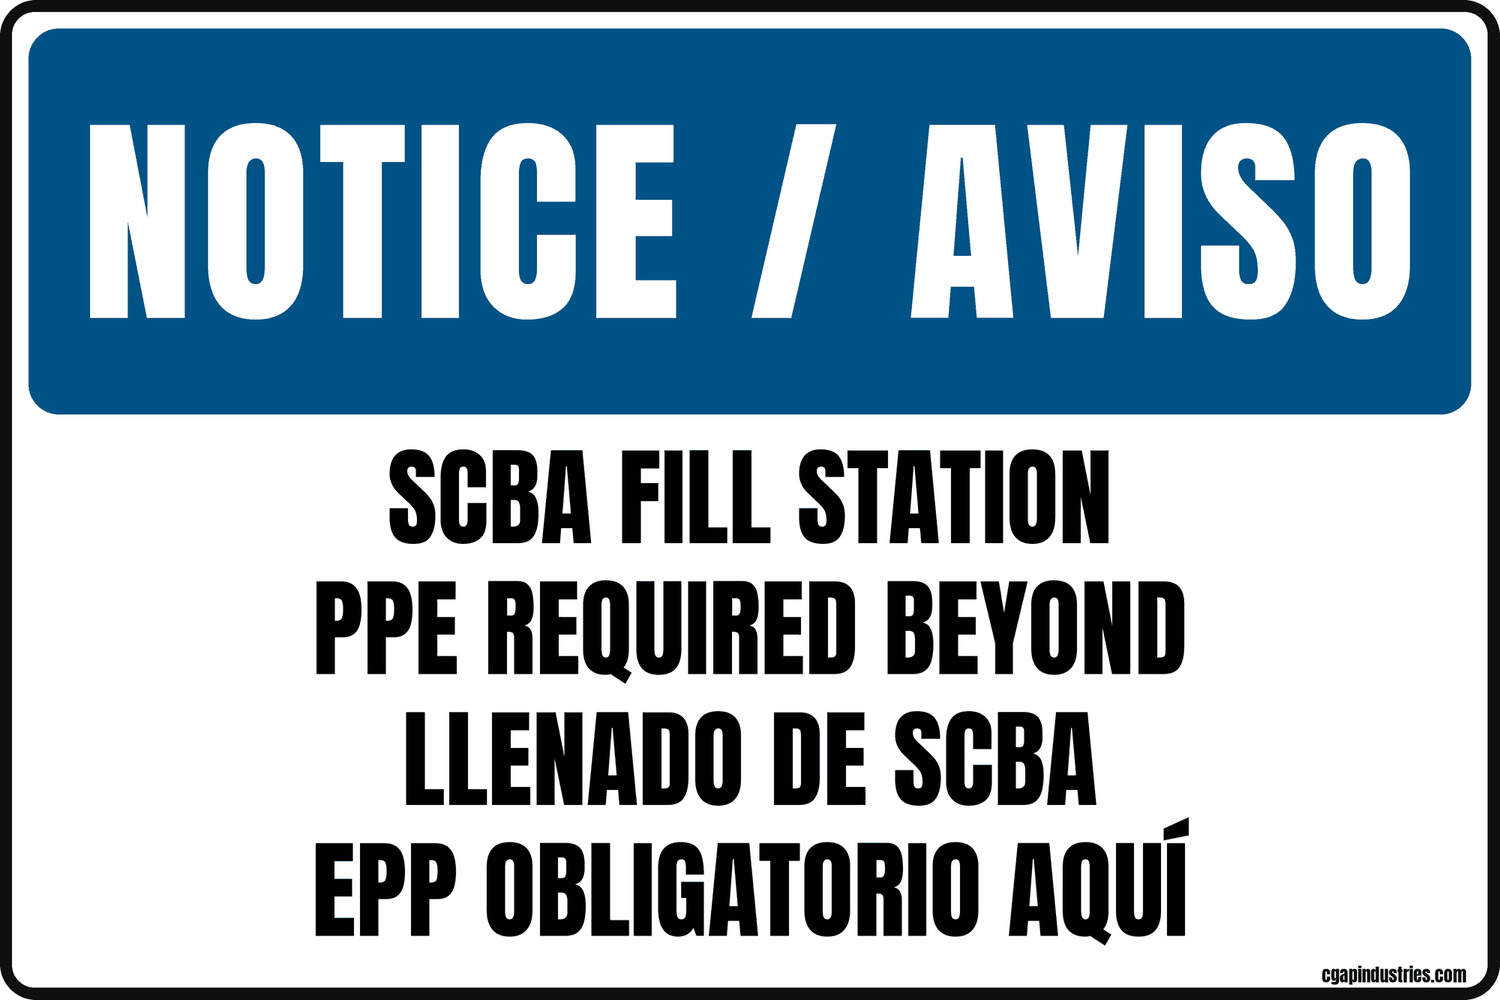 NOTICE / AVISO
SCBA FILL STATION
PPE REQUIRED BEYOND
LLENADO DE SCBA
EPP OBLIGATORIO AQUÍ
cgapindustries.com